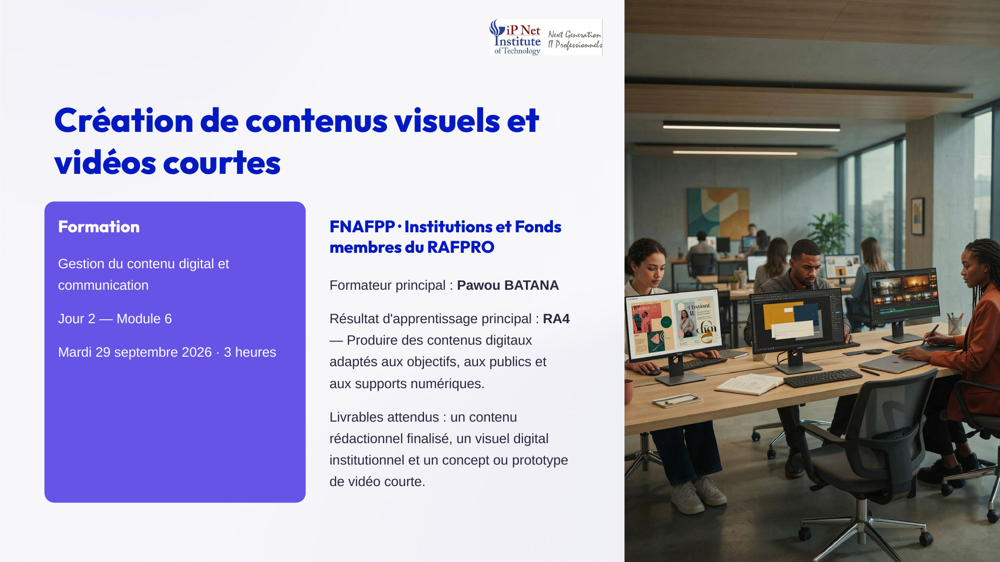 iP Net
Institute
of Technology
Next Generation
IT Professionnels
Création de contenus visuels et
vidéos courtes
Formation
Gestion du contenu digital et
communication
Jour 2 — Module 6
Mardi 29 septembre 2026 · 3 heures
FNAFPP · Institutions et Fonds
membres du RAFPRO
Formateur principal : Pawou BATANA
Résultat d'apprentissage principal : RA4
— Produire des contenus digitaux
adaptés aux objectifs, aux publics et
aux supports numériques.
Livrables attendus : un contenu
rédactionnel finalisé, un visuel digital
institutionnel et un concept ou prototype
de vidéo courte.